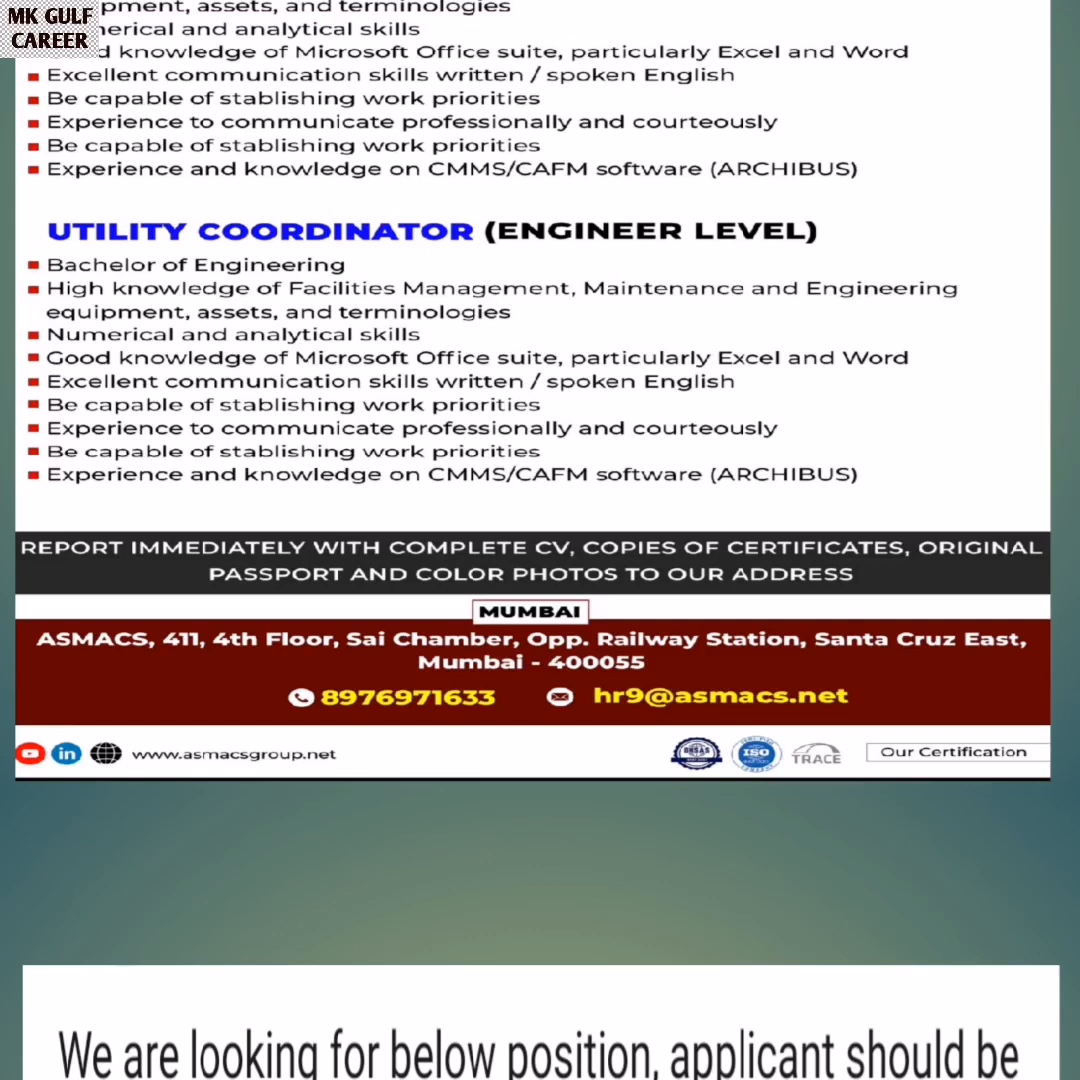 MK GULF
CAREER
pment, assets, and terminologies
erical and analytical skills
d knowledge of Microsoft Office suite, particularly Excel and Word
Excellent communication skills written / spoken English
Be capable of stablishing work priorities
Experience to communicate professionally and courteously
Be capable of stablishing work priorities
Experience and knowledge on CMMS/CAFM software (ARCHIBUS)
UTILITY COORDINATOR (ENGINEER LEVEL)
Bachelor of Engineering
High knowledge of Facilities Management, Maintenance and Engineering
equipment, assets, and terminologies
Numerical and analytical skills
Good knowledge of Microsoft Office suite, particularly Excel and Word
Excellent communication skills written / spoken English
Be capable of stablishing work priorities
Experience to communicate professionally and courteously
Be capable of stablishing work priorities
Experience and knowledge on CMMS/CAFM software (ARCHIBUS)
REPORT IMMEDIATELY WITH COMPLETE CV, COPIES OF CERTIFICATES, ORIGINAL
PASSPORT AND COLOR PHOTOS TO OUR ADDRESS
MUMBAI
ASMACS, 411, 4th Floor, Sai Chamber, Opp. Railway Station, Santa Cruz East,
Mumbai - 400055
8976971633 hr9@asmacs.net
in www.asmacsgroup.net OHSAS ISO TRACE Our Certification
We are looking for below position, applicant should be